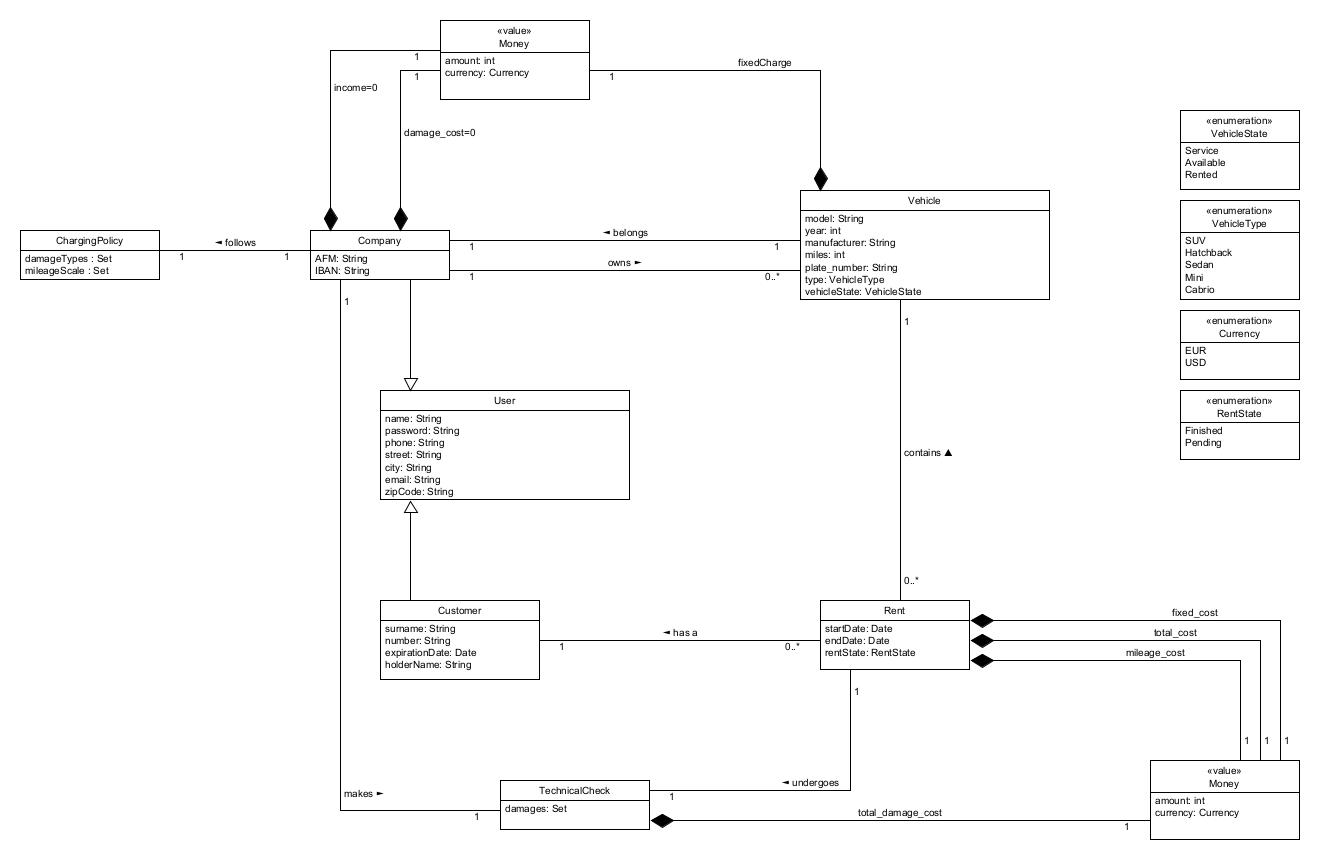 «value»
Money
amount: int
currency: Currency
1
1
1
fixedCharge
income=0
damage_cost=0
«enumeration»
VehicleState
Service
Available
Rented
«enumeration»
VehicleType
SUV
Hatchback
Sedan
Mini
Cabrio
«enumeration»
Currency
EUR
USD
«enumeration»
RentState
Finished
Pending
Vehicle
model: String
year: int
manufacturer: String
miles: int
plate_number: String
type: VehicleType
vehicleState: VehicleState
ChargingPolicy
damageTypes : Set
mileageScale : Set
◄ follows
1
1
Company
AFM: String
IBAN: String
◄ belongs
1
1
owns ►
1
0..*
1
1
User
name: String
password: String
phone: String
street: String
city: String
email: String
zipCode: String
contains ▲
0..*
Customer
surname: String
number: String
expirationDate: Date
holderName: String
◄ has a
1
0..*
Rent
startDate: Date
endDate: Date
rentState: RentState
fixed_cost
total_cost
mileage_cost
1
1
1
1
◄ undergoes
1
makes ►
1
TechnicalCheck
damages: Set
total_damage_cost
1
«value»
Money
amount: int
currency: Currency